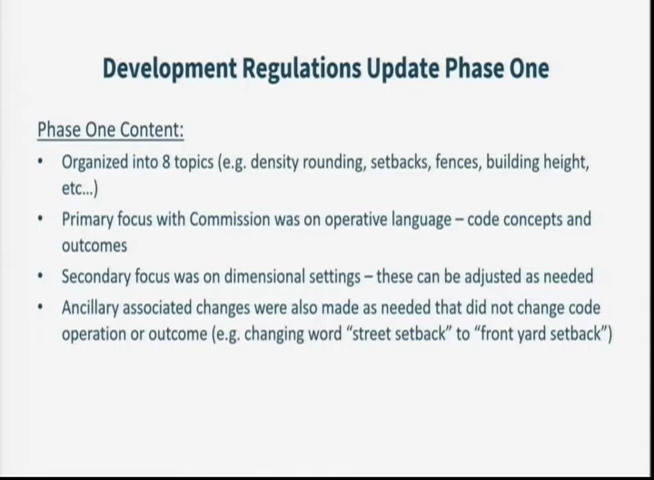 Development Regulations Update Phase One
Phase One Content:
• Organized into 8 topics (e.g. density rounding, setbacks, fences, building height,
etc...)
• Primary focus with Commission was on operative language – code concepts and
outcomes
• Secondary focus was on dimensional settings – these can be adjusted as needed
• Ancillary associated changes were also made as needed that did not change code
operation or outcome (e.g. changing word “street setback” to “front yard setback”)